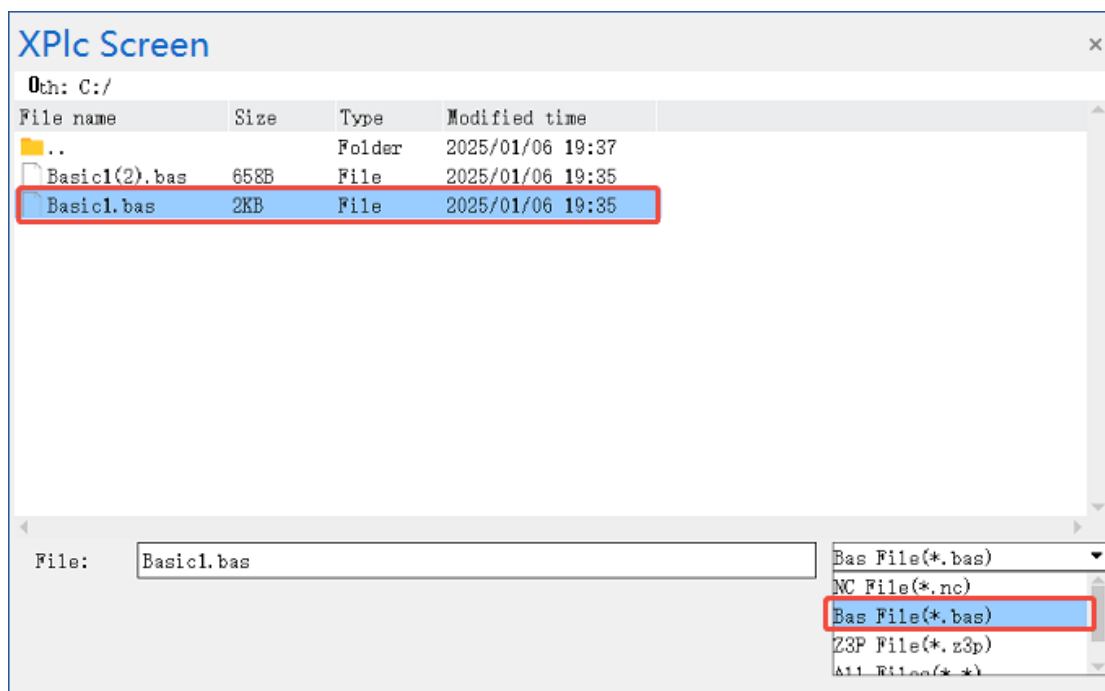 XPlc Screen
0th: C:/
File name Size Type Modified time
.. Folder 2025/01/06 19:37
Basic1(2).bas 658B File 2025/01/06 19:35
Basic1.bas 2KB File 2025/01/06 19:35
File: Basic1.bas Bas File(*.bas)
NC File(*.nc)
Bas File(*.bas)
Z3P File(*.z3p)
All Files(*.*)